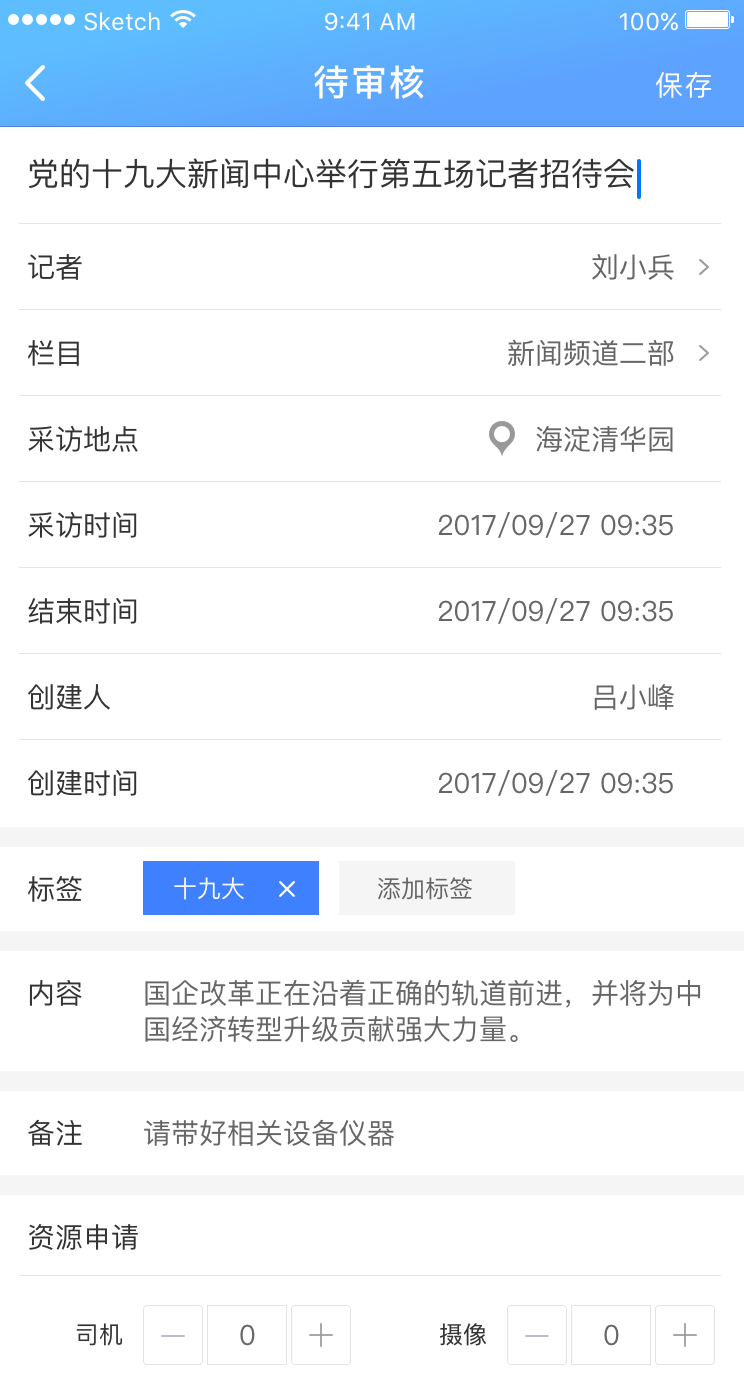 Sketch 9:41 AM 100%
待审核 保存
党的十九大新闻中心举行第五场记者招待会
记者 刘小兵
栏目 新闻频道二部
采访地点 海淀清华园
采访时间 2017/09/27 09:35
结束时间 2017/09/27 09:35
创建人 吕小峰
创建时间 2017/09/27 09:35
标签 十九大 × 添加标签
内容 国企改革正在沿着正确的轨道前进，并将为中
国经济转型升级贡献强大力量。
备注 请带好相关设备仪器
资源申请
司机 — 0 + 摄像 — 0 +